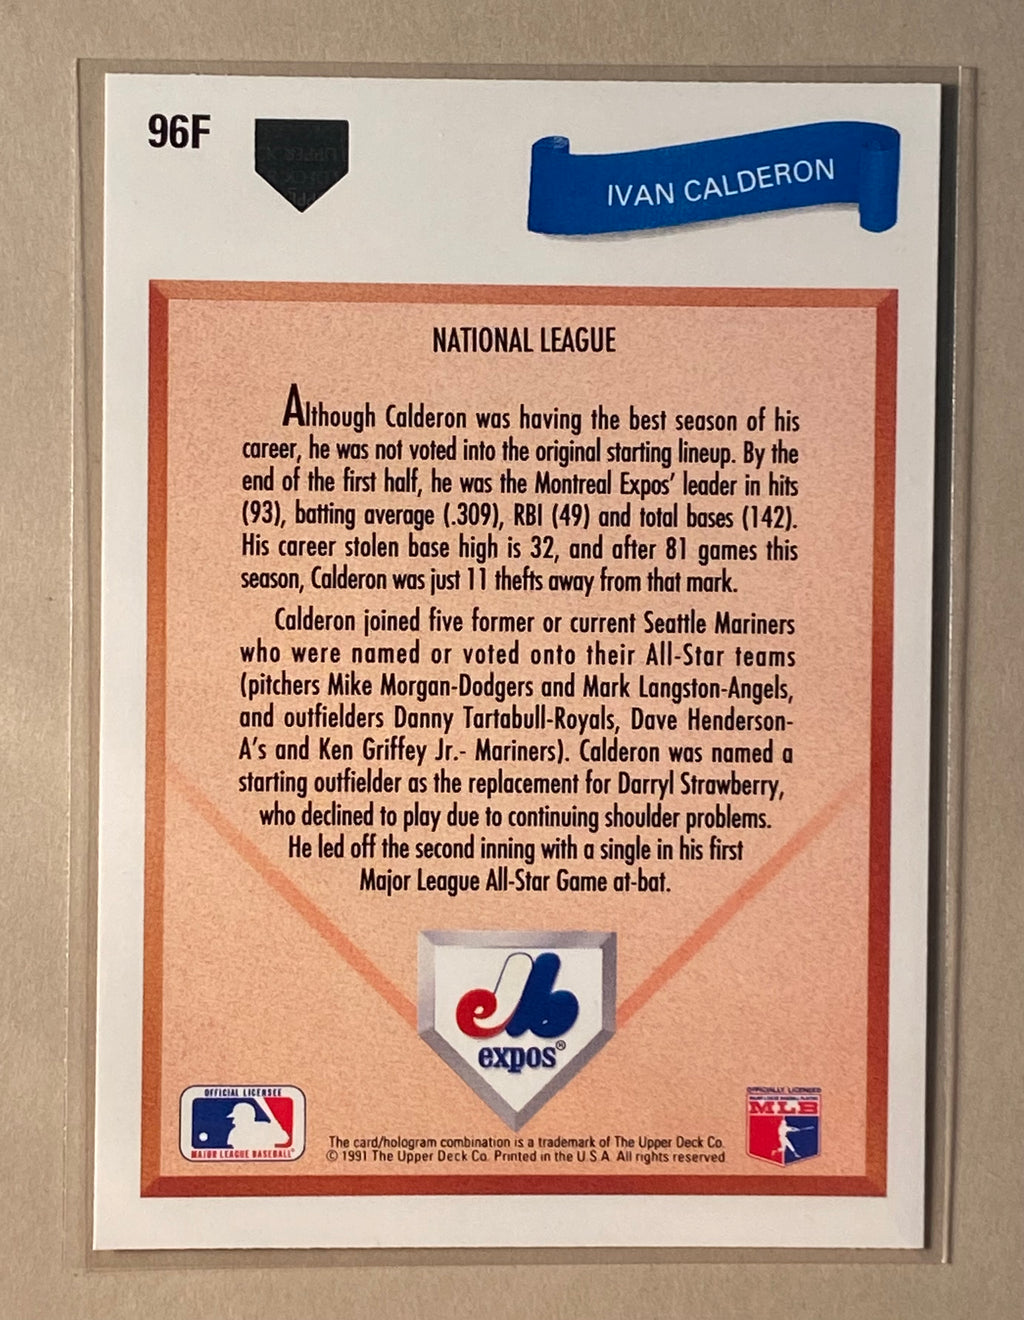 96F
IVAN CALDERON
NATIONAL LEAGUE
Although Calderon was having the best season of his
career, he was not voted into the original starting lineup. By the
end of the first half, he was the Montreal Expos' leader in hits
(93), batting average (.309), RBI (49) and total bases (142).
His career stolen base high is 32, and after 81 games this
season, Calderon was just 11 thefts away from that mark.
Calderon joined five former or current Seattle Mariners
who were named or voted onto their All-Star teams
(pitchers Mike Morgan-Dodgers and Mark Langston-Angels,
and outfielders Danny Tartabull-Royals, Dave Henderson-
A's and Ken Griffey Jr.- Mariners). Calderon was named a
starting outfielder as the replacement for Darryl Strawberry,
who declined to play due to continuing shoulder problems.
He led off the second inning with a single in his first
Major League All-Star Game at-bat.
expos®
OFFICIAL LICENSEE
MAJOR LEAGUE BASEBALL
The card/hologram combination is a trademark of The Upper Deck Co.
© 1991 The Upper Deck Co. Printed in the U.S.A. All rights reserved
OFFICIALLY LICENSED
MLB